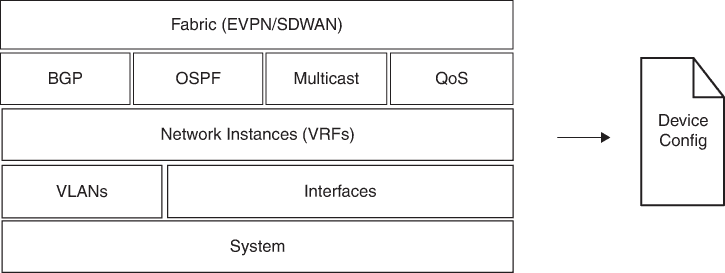 Fabric (EVPN/SDWAN)
BGP
OSPF
Multicast
QoS
Network Instances (VRFs)
VLANs
Interfaces
System
Device
Config